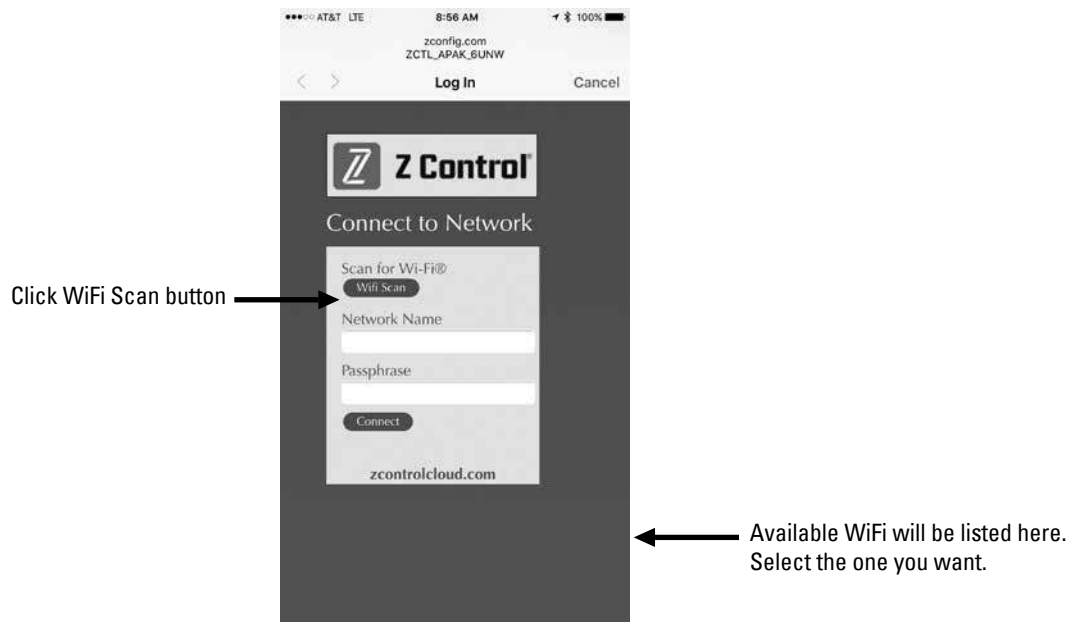 AT&T LTE 8:56 AM 100%
zconfig.com
ZCTL_APAK_6UNW
< > Log In Cancel
Z Z Control®
Connect to Network
Scan for Wi-Fi®
Click WiFi Scan button Wifi Scan
Network Name
Passphrase
Connect
zcontrolcloud.com
Available WiFi will be listed here.
Select the one you want.